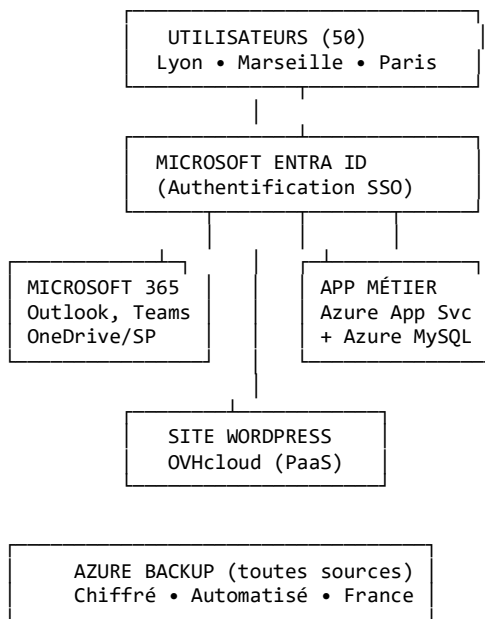 UTILISATEURS (50)
Lyon • Marseille • Paris
MICROSOFT ENTRA ID
(Authentification SSO)
MICROSOFT 365
Outlook, Teams
OneDrive/SP
APP MÉTIER
Azure App Svc
+ Azure MySQL
SITE WORDPRESS
OVHcloud (PaaS)
AZURE BACKUP (toutes sources)
Chiffré • Automatisé • France